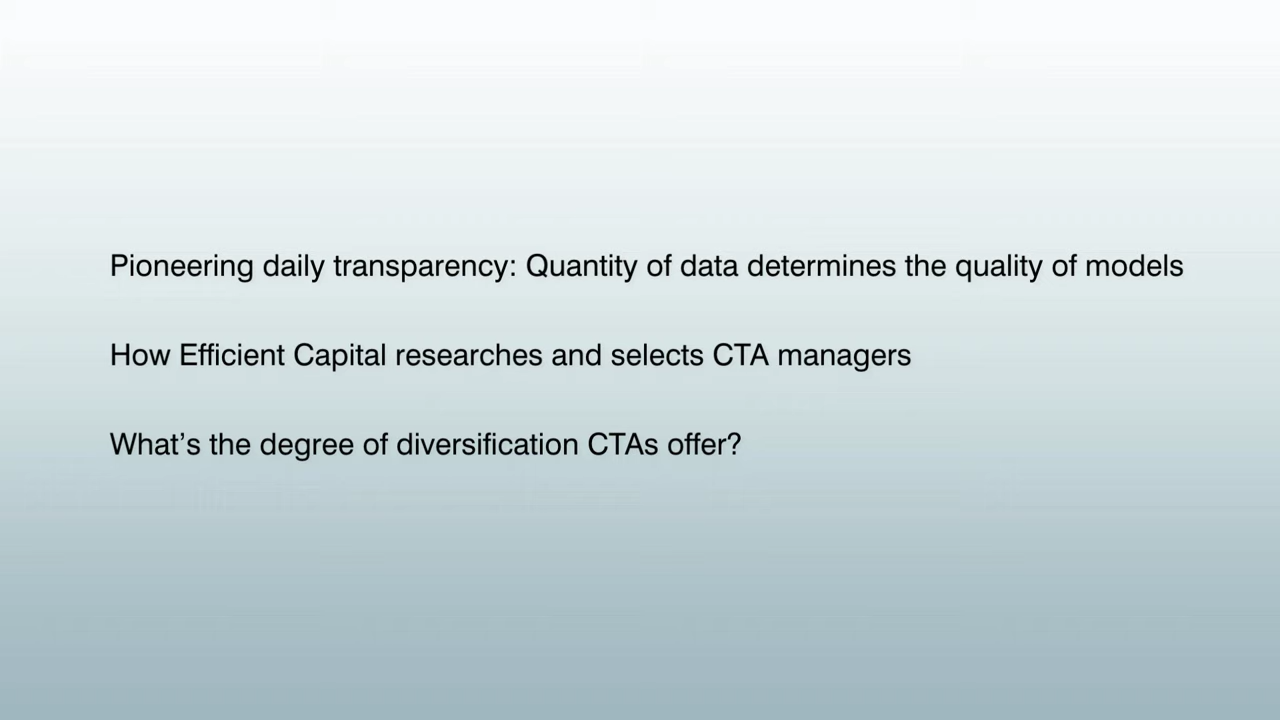 Pioneering daily transparency: Quantity of data determines the quality of models
How Efficient Capital researches and selects CTA managers
What’s the degree of diversification CTAs offer?